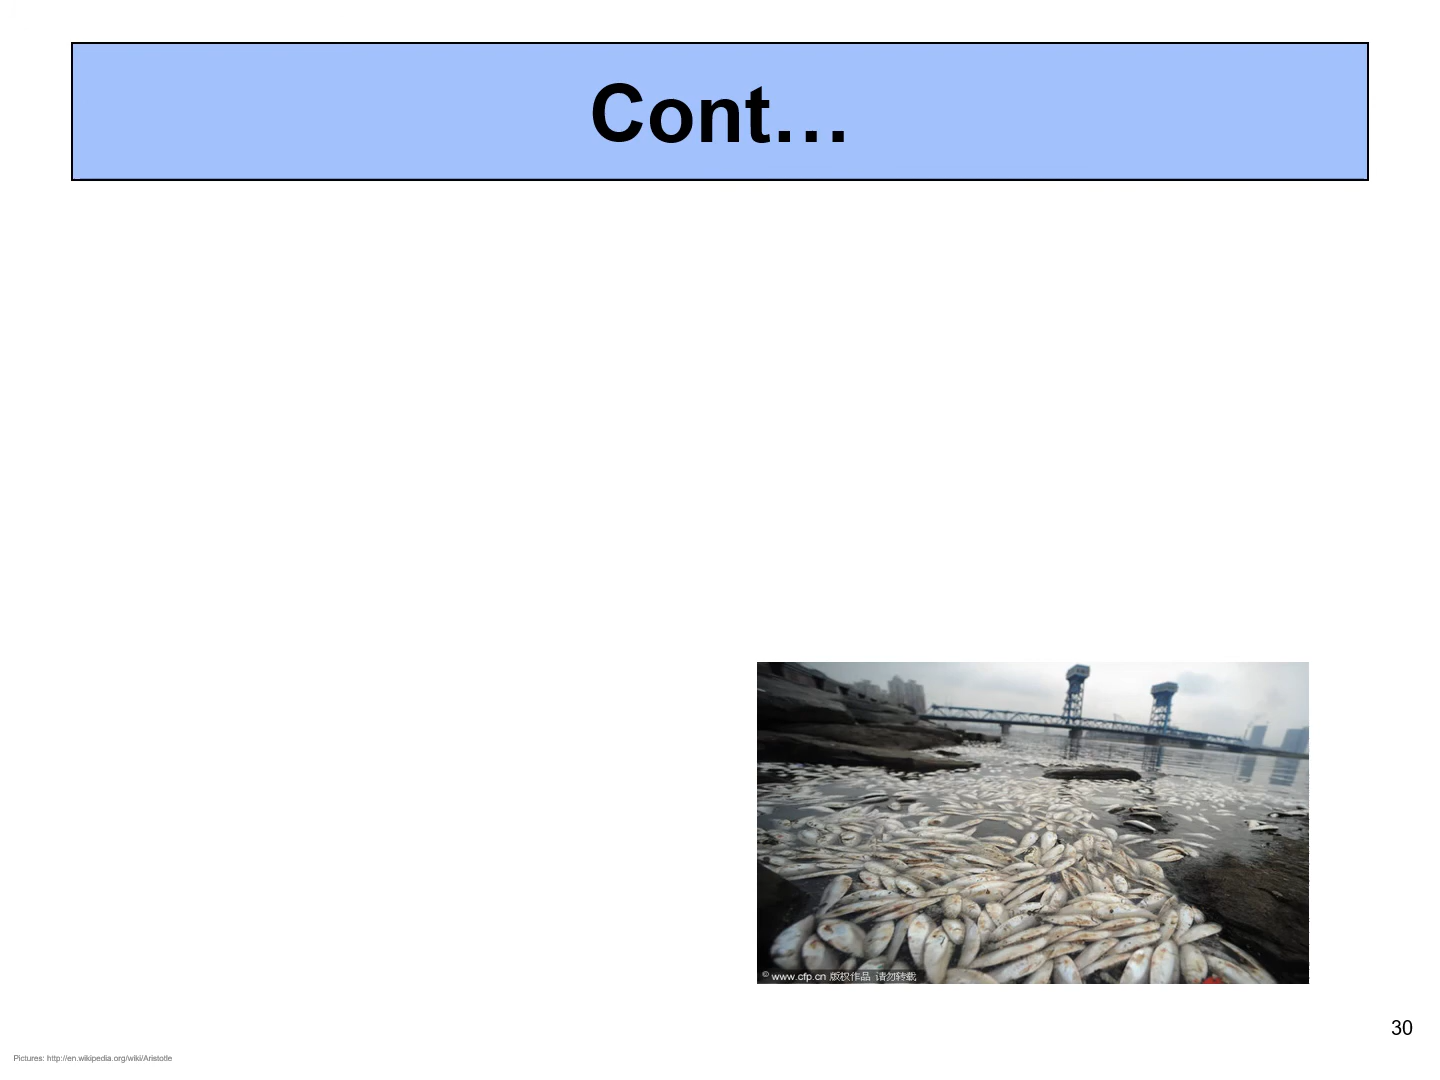 Cont…
© www.cfp.cn 版权作品 请勿转载
30
Pictures: http://en.wikipedia.org/wiki/Aristotle